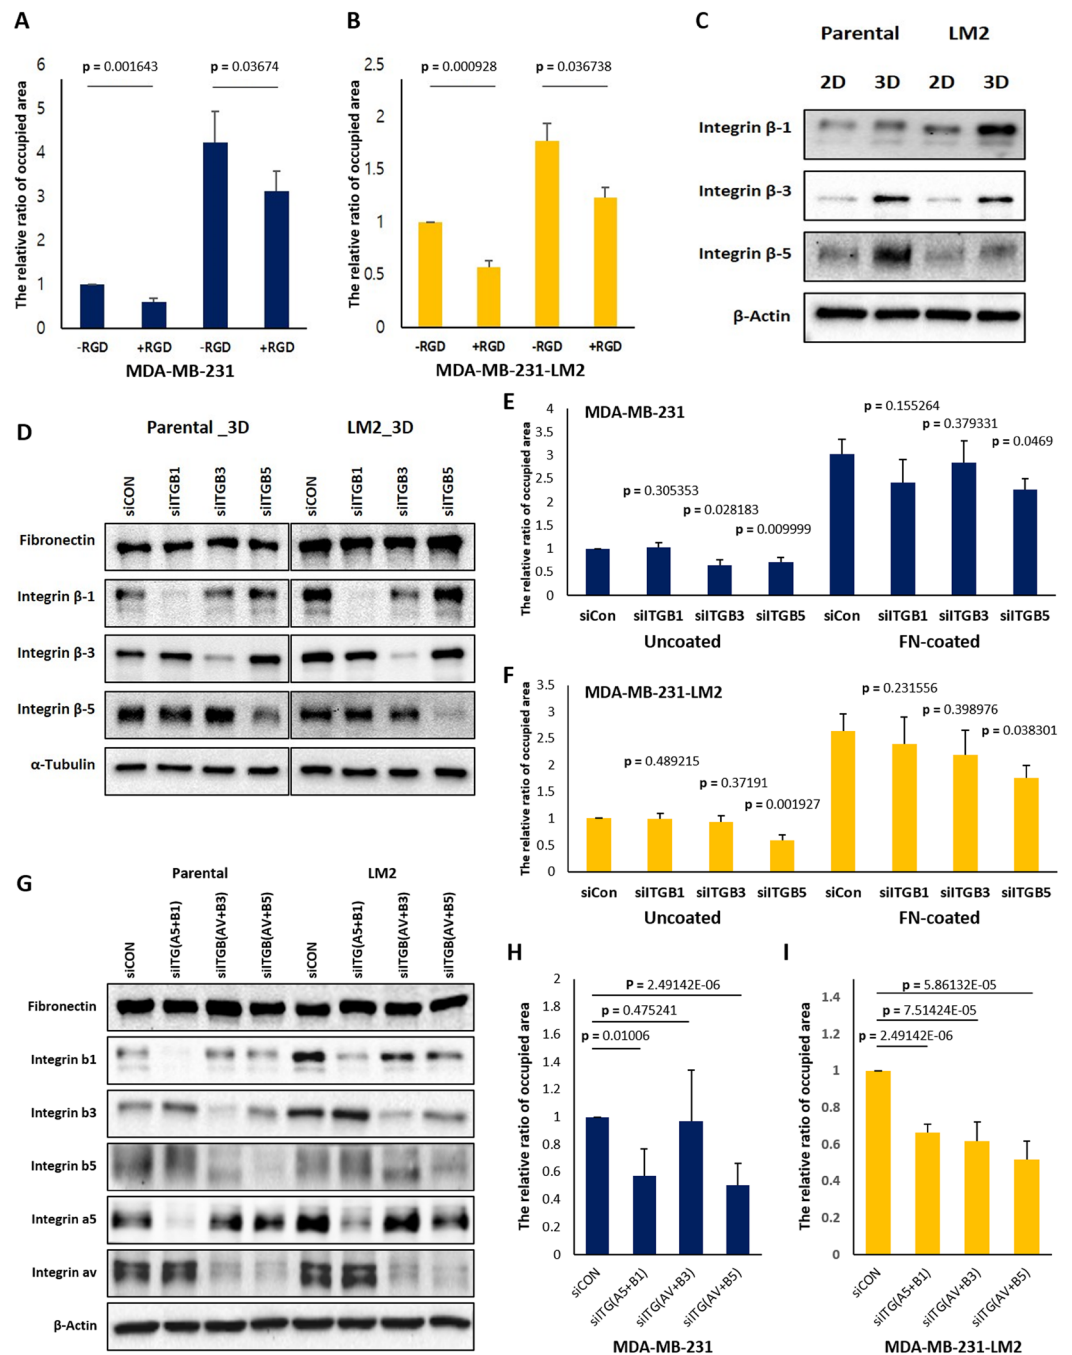 A
The relative ratio of occupied area
6
5
4
3
2
1
0
p = 0.001643
p = 0.03674
-RGD +RGD -RGD +RGD
MDA-MB-231
B
The relative ratio of occupied area
2.5
2
1.5
1
0.5
0
p = 0.000928
p = 0.036738
-RGD +RGD -RGD +RGD
MDA-MB-231-LM2
C
Parental LM2
2D 3D 2D 3D
Integrin β-1
Integrin β-3
Integrin β-5
β-Actin
D
Parental _3D LM2_3D
siCON siITGB1 siITGB3 siITGB5 siCON siITGB1 siITGB3 siITGB5
Fibronectin
Integrin β-1
Integrin β-3
Integrin β-5
α-Tubulin
E
MDA-MB-231
The relative ratio of occupied area
4
3.5
3
2.5
2
1.5
1
0.5
0
p = 0.305353
p = 0.028183
p = 0.009999
p = 0.155264
p = 0.379331
p = 0.0469
siCon siITGB1 siITGB3 siITGB5 siCon siITGB1 siITGB3 siITGB5
Uncoated FN-coated
F
MDA-MB-231-LM2
The relative ratio of occupied area
3.5
3
2.5
2
1.5
1
0.5
0
p = 0.489215
p = 0.37191
p = 0.001927
p = 0.231556
p = 0.398976
p = 0.038301
siCon siITGB1 siITGB3 siITGB5 siCon siITGB1 siITGB3 siITGB5
Uncoated FN-coated
G
Parental LM2
siCON siITG(A5+B1) siITGB(AV+B3) siITGB(AV+B5) siCON siITG(A5+B1) siITGB(AV+B3) siITGB(AV+B5)
Fibronectin
Integrin b1
Integrin b3
Integrin b5
Integrin a5
Integrin av
β-Actin
H
The relative ratio of occupied area
2
1.8
1.6
1.4
1.2
1
0.8
0.6
0.4
0.2
0
p = 2.49142E-06
p = 0.475241
p = 0.01006
siCON siITG(A5+B1) siITG(AV+B3) siITG(AV+B5)
MDA-MB-231
I
The relative ratio of occupied area
1.4
1.2
1
0.8
0.6
0.4
0.2
0
p = 5.86132E-05
p = 7.51424E-05
p = 2.49142E-06
siCON siITG(A5+B1) siITG(AV+B3) siITG(AV+B5)
MDA-MB-231-LM2